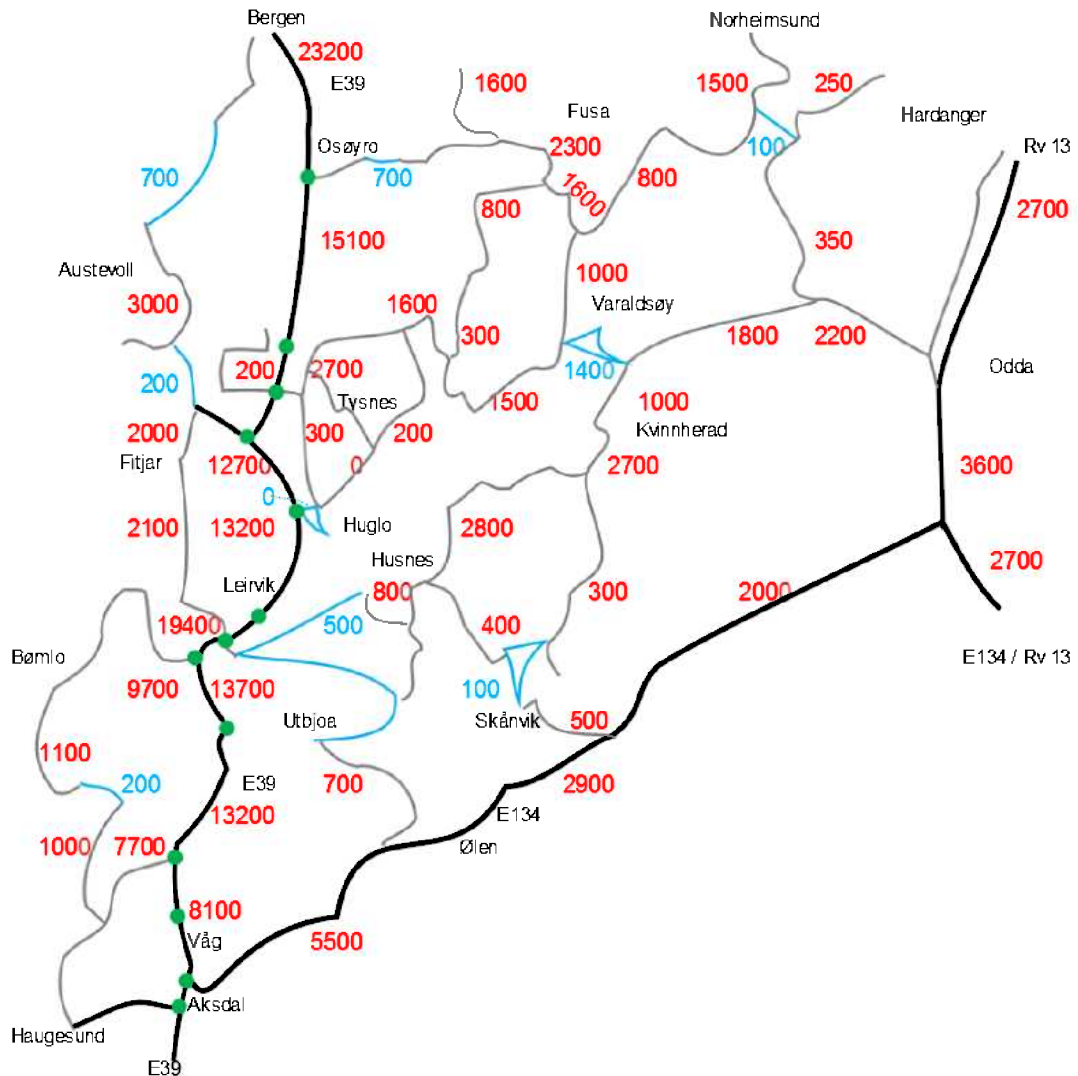 Bergen
Norheimsund
23200
E39
1600
1500
250
Fusa
Hardanger
Osøyro
2300
100
Rv 13
700
700
1600
800
800
2700
15100
350
Austevoll
1000
3000
1600
Varaldsøy
300
1800
2200
200
200
2700
1400
Odda
Tysnes
1500
1000
2000
300
200
Kvinnherad
Fitjar
12700
0
2700
3600
0
2100
13200
Huglo
2800
Husnes
2700
Leirvik
800
300
2000
19400
500
400
Bømlo
E134 / Rv 13
9700
13700
100
Utbjoa
Skånvik
500
1100
200
E39
700
2900
13200
E134
1000
7700
Ølen
8100
Våg
5500
Aksdal
Haugesund
E39